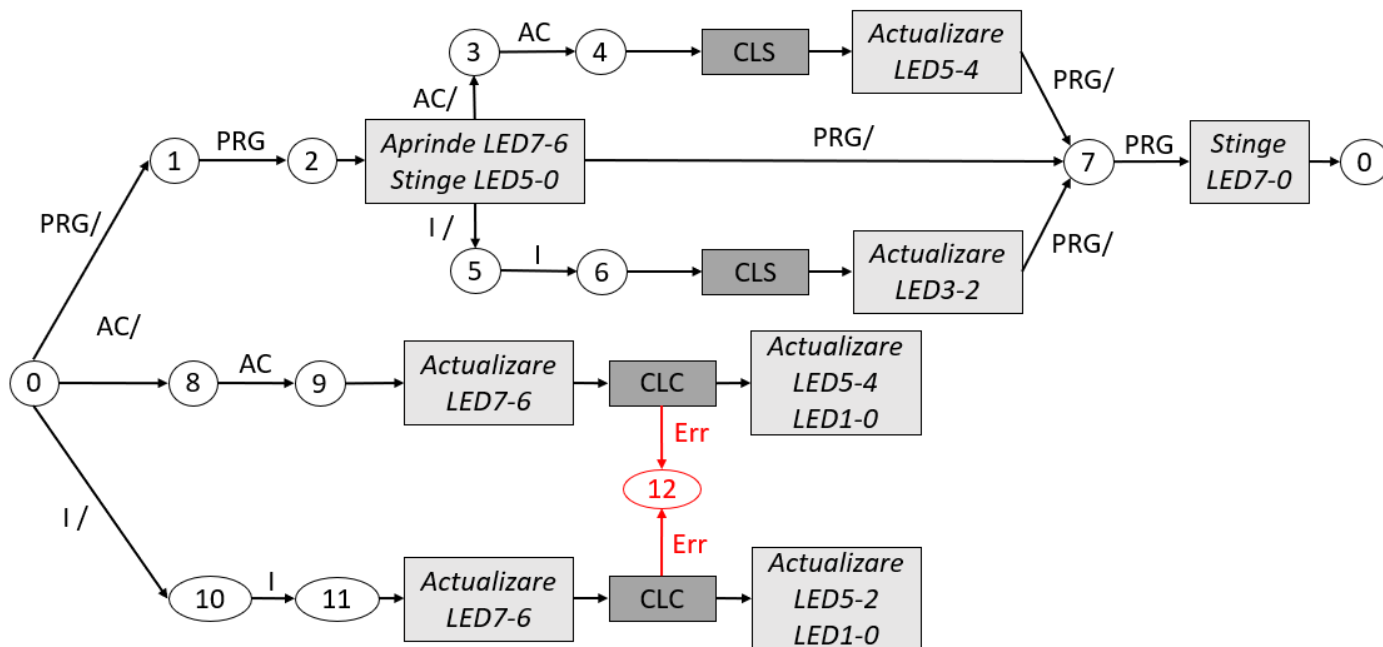 AC
3
4
CLS
Actualizare
LED5-4
PRG/
AC/
1
PRG
2
Aprinde LED7-6
Stinge LED5-0
PRG/
7
PRG
Stinge
LED7-0
0
PRG/
I /
5
I
6
CLS
Actualizare
LED3-2
PRG/
AC/
0
8
AC
9
Actualizare
LED7-6
CLC
Actualizare
LED5-4
LED1-0
Err
12
I /
Err
10
I
11
Actualizare
LED7-6
CLC
Actualizare
LED5-2
LED1-0